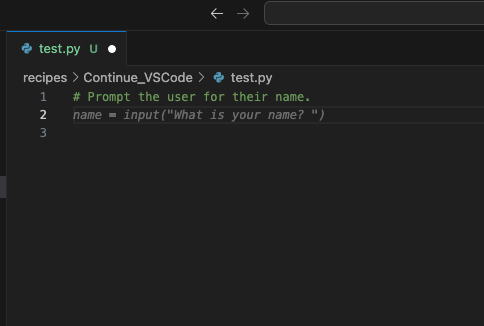 test.py U
recipes > Continue_VSCode > test.py
1 # Prompt the user for their name.
2 name = input("What is your name? ")
3